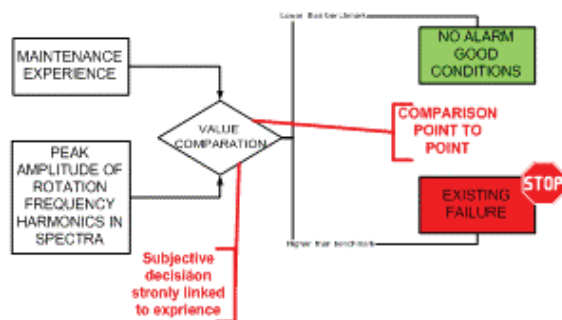 Lower than benchmark
NO ALARM
GOOD
CONDITIONS
MAINTENANCE
EXPERIENCE
COMPARISON
POINT TO
POINT
VALUE
COMPARATION
PEAK
AMPLITUDE OF
ROTATION
FREQUENCY
HARMONICS IN
SPECTRA
STOP
EXISTING
FAILURE
Higher than benchmark
Subjective
decisiáon
stronly linked
to exprience